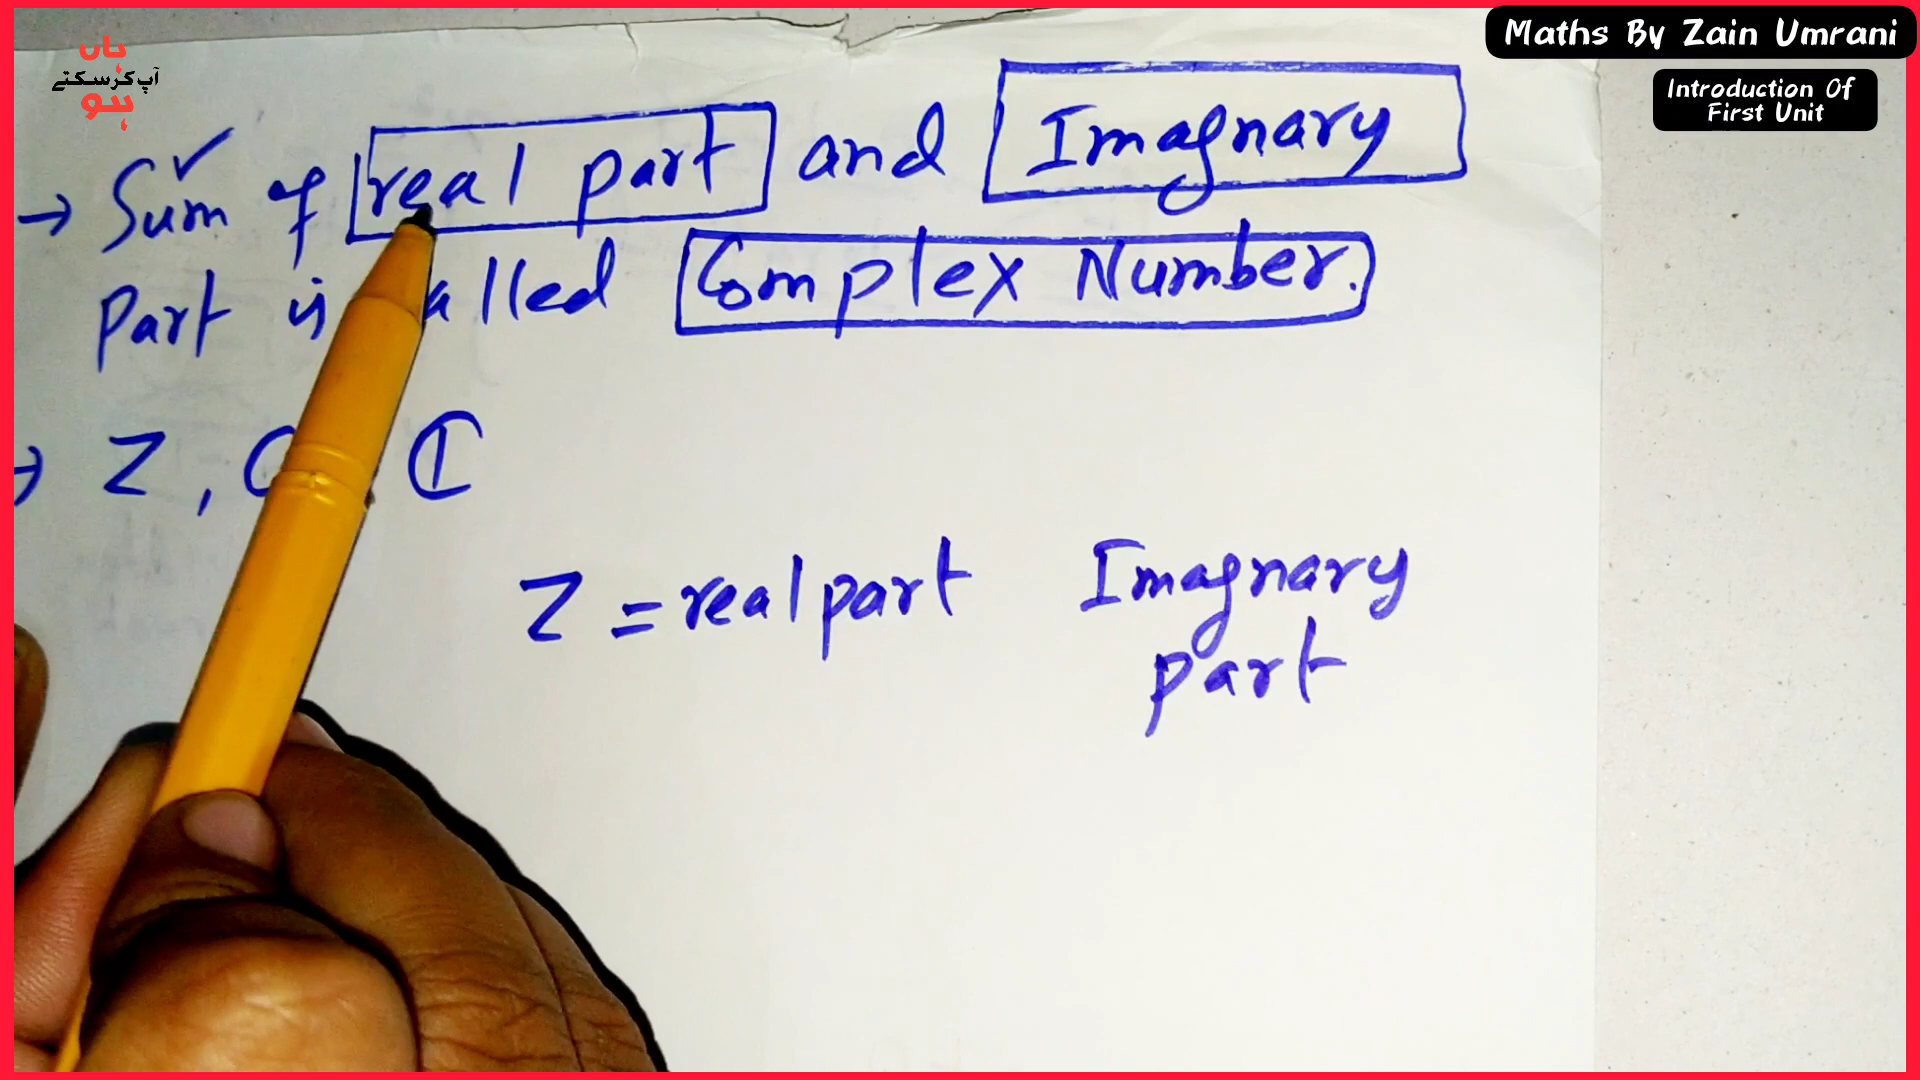 Maths By Zain Umrani
Introduction Of
First Unit
ہاں
آپ کرسکتے
ہو
→ Sum of real part and Imagnary
Part is called Complex Number.
→ Z , C , ℂ
Z = real part Imagnary
part